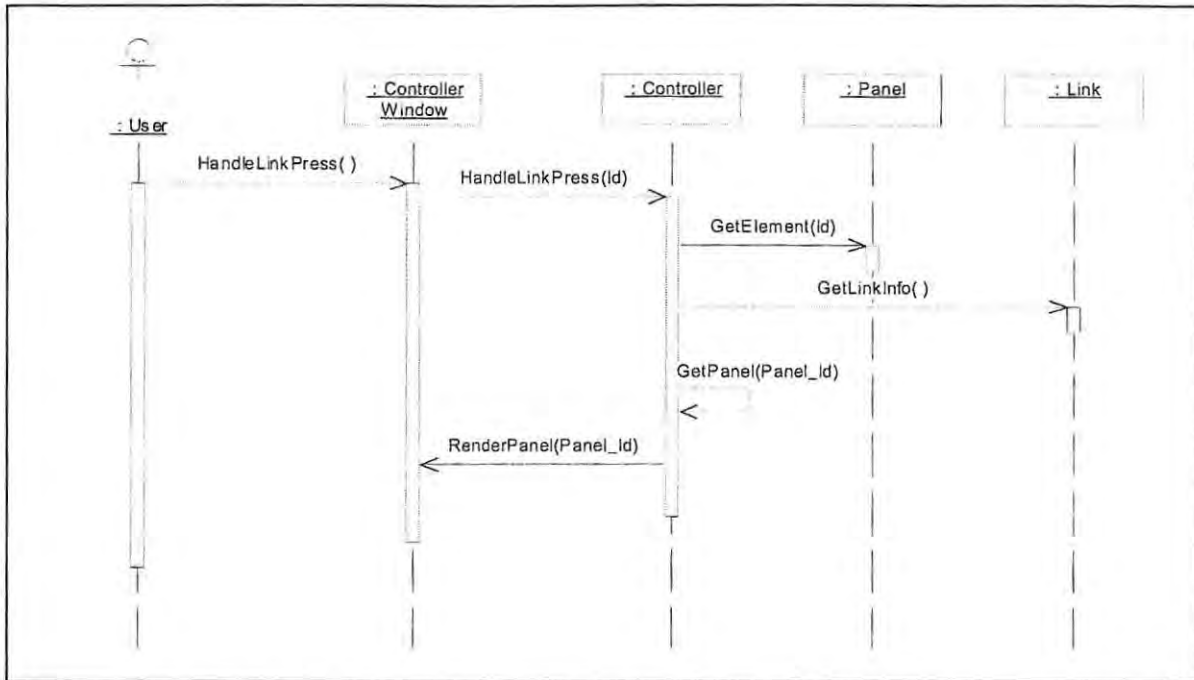 : Controller
Window
: Controller
: Panel
: Link
: User
HandleLinkPress( )
HandleLinkPress(Id)
GetElement(Id)
GetLinkInfo( )
GetPanel(Panel_Id)
RenderPanel(Panel_Id)